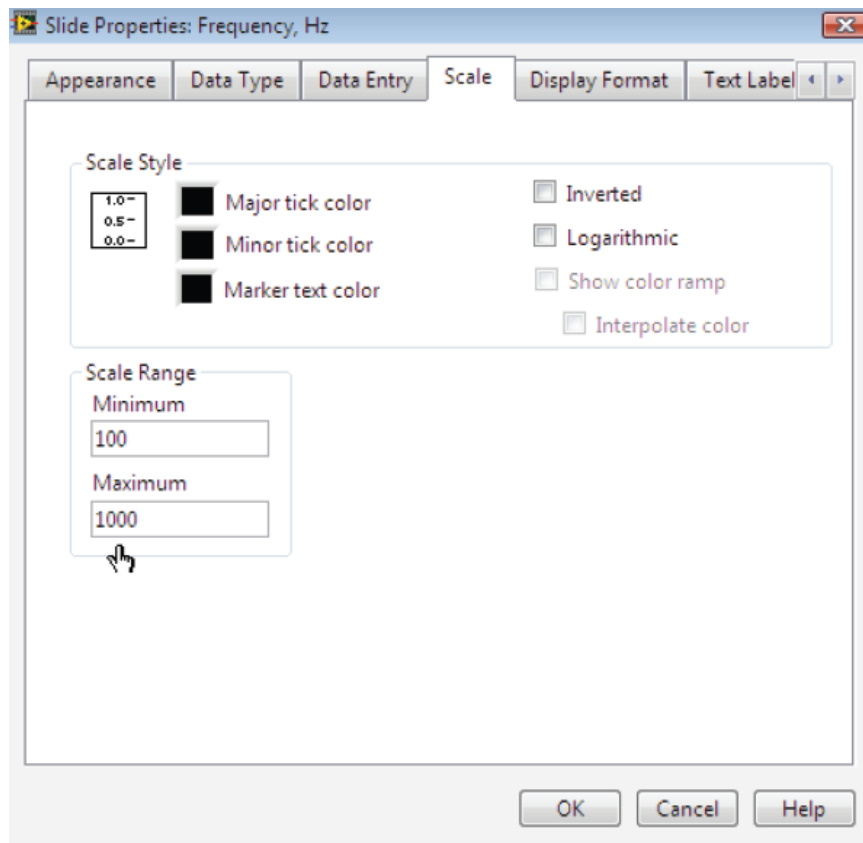 Slide Properties: Frequency, Hz
Appearance Data Type Data Entry Scale Display Format Text Label
Scale Style
1.0
0.5
0.0
Major tick color
Minor tick color
Marker text color
Inverted
Logarithmic
Show color ramp
Interpolate color
Scale Range
Minimum
100
Maximum
1000
OK Cancel Help